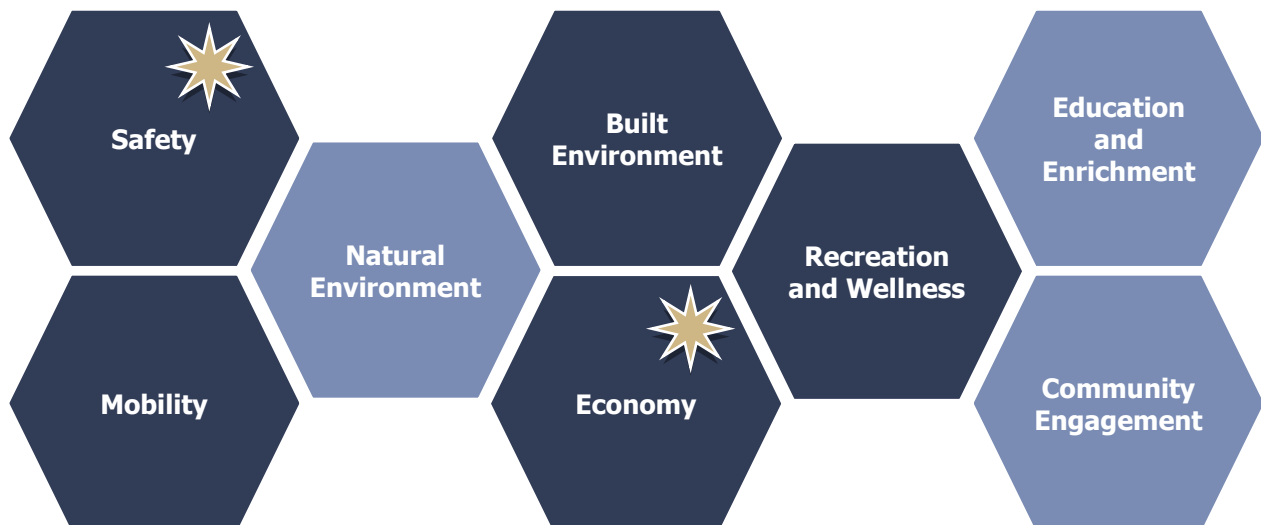 Safety
Mobility
Natural
Environment
Built
Environment
Economy
Recreation
and Wellness
Education
and
Enrichment
Community
Engagement